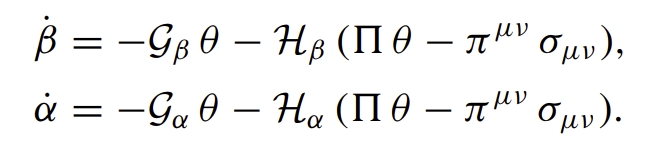 β̇ = −𝒢_β θ − ℋ_β (Π θ − π^{μν} σ_{μν}),
α̇ = −𝒢_α θ − ℋ_α (Π θ − π^{μν} σ_{μν}).